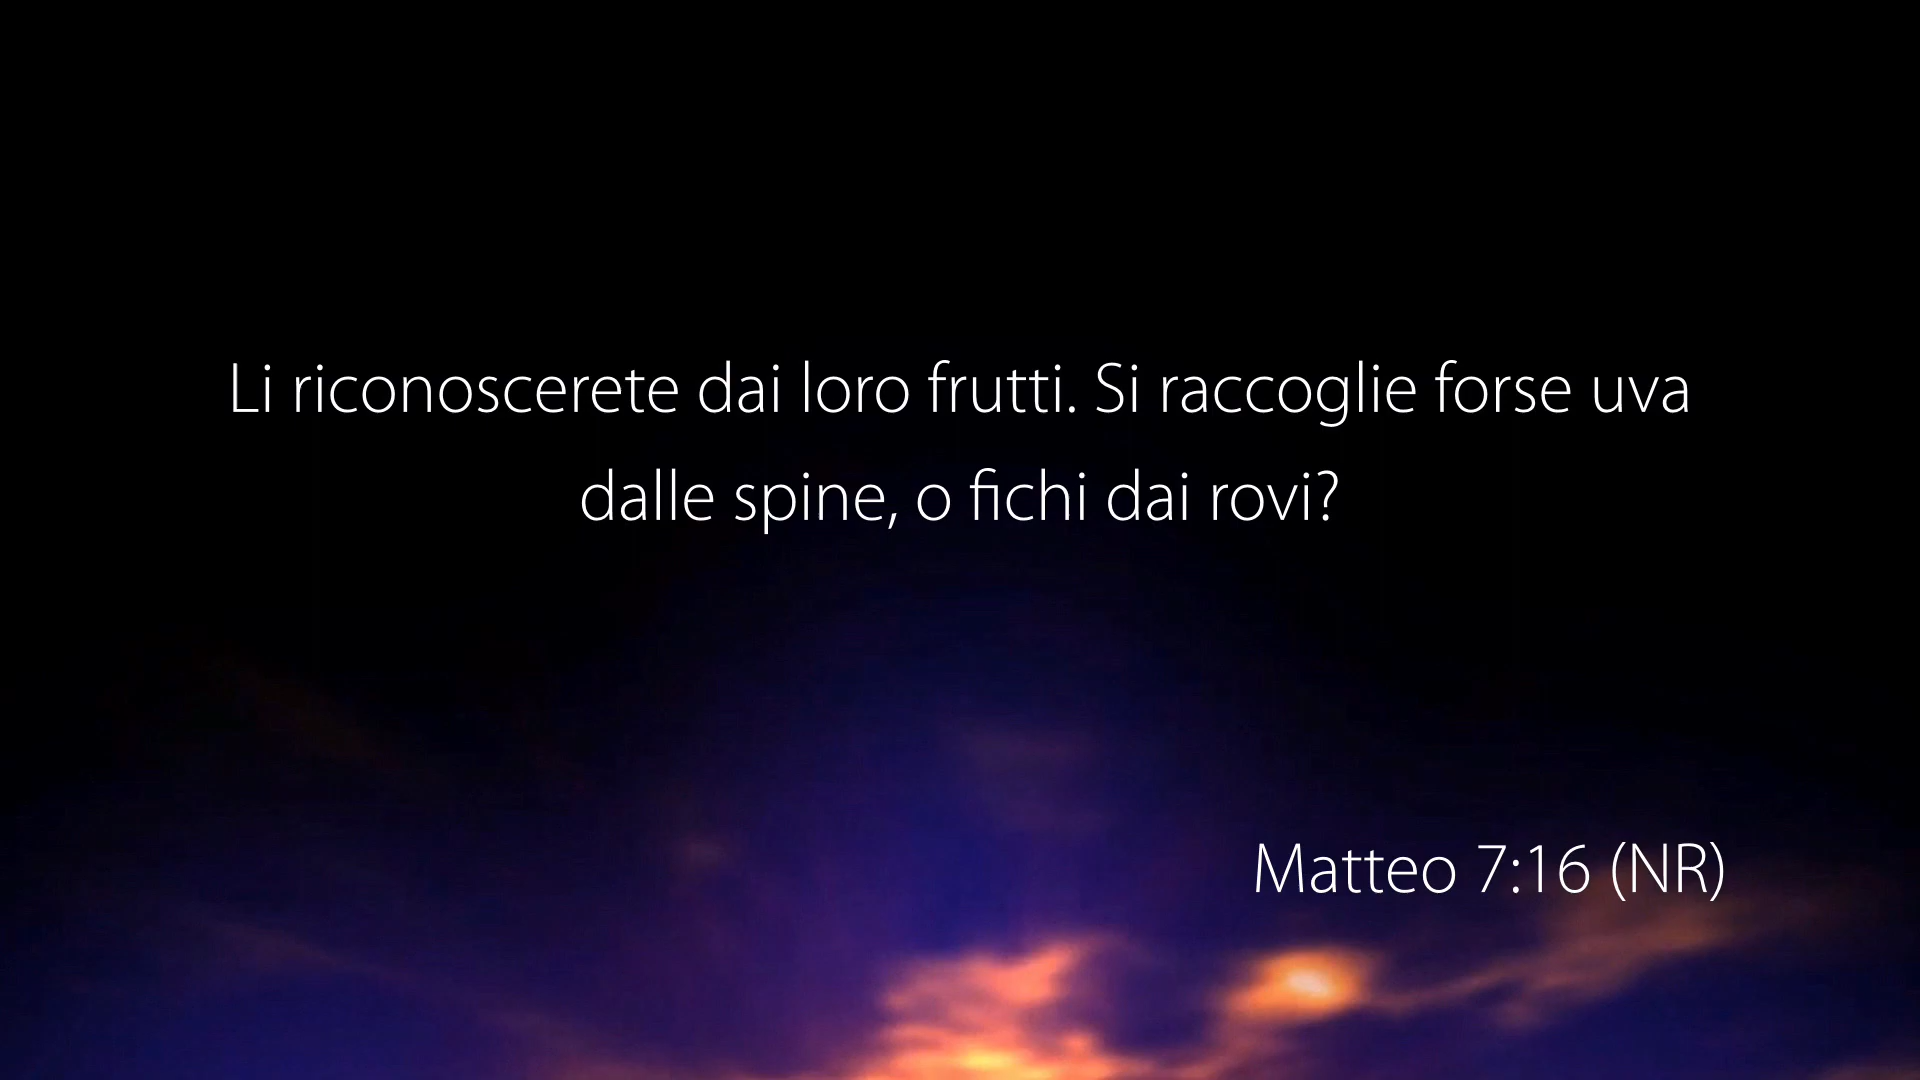 Li riconoscerete dai loro frutti. Si raccoglie forse uva
dalle spine, o fichi dai rovi?
Matteo 7:16 (NR)